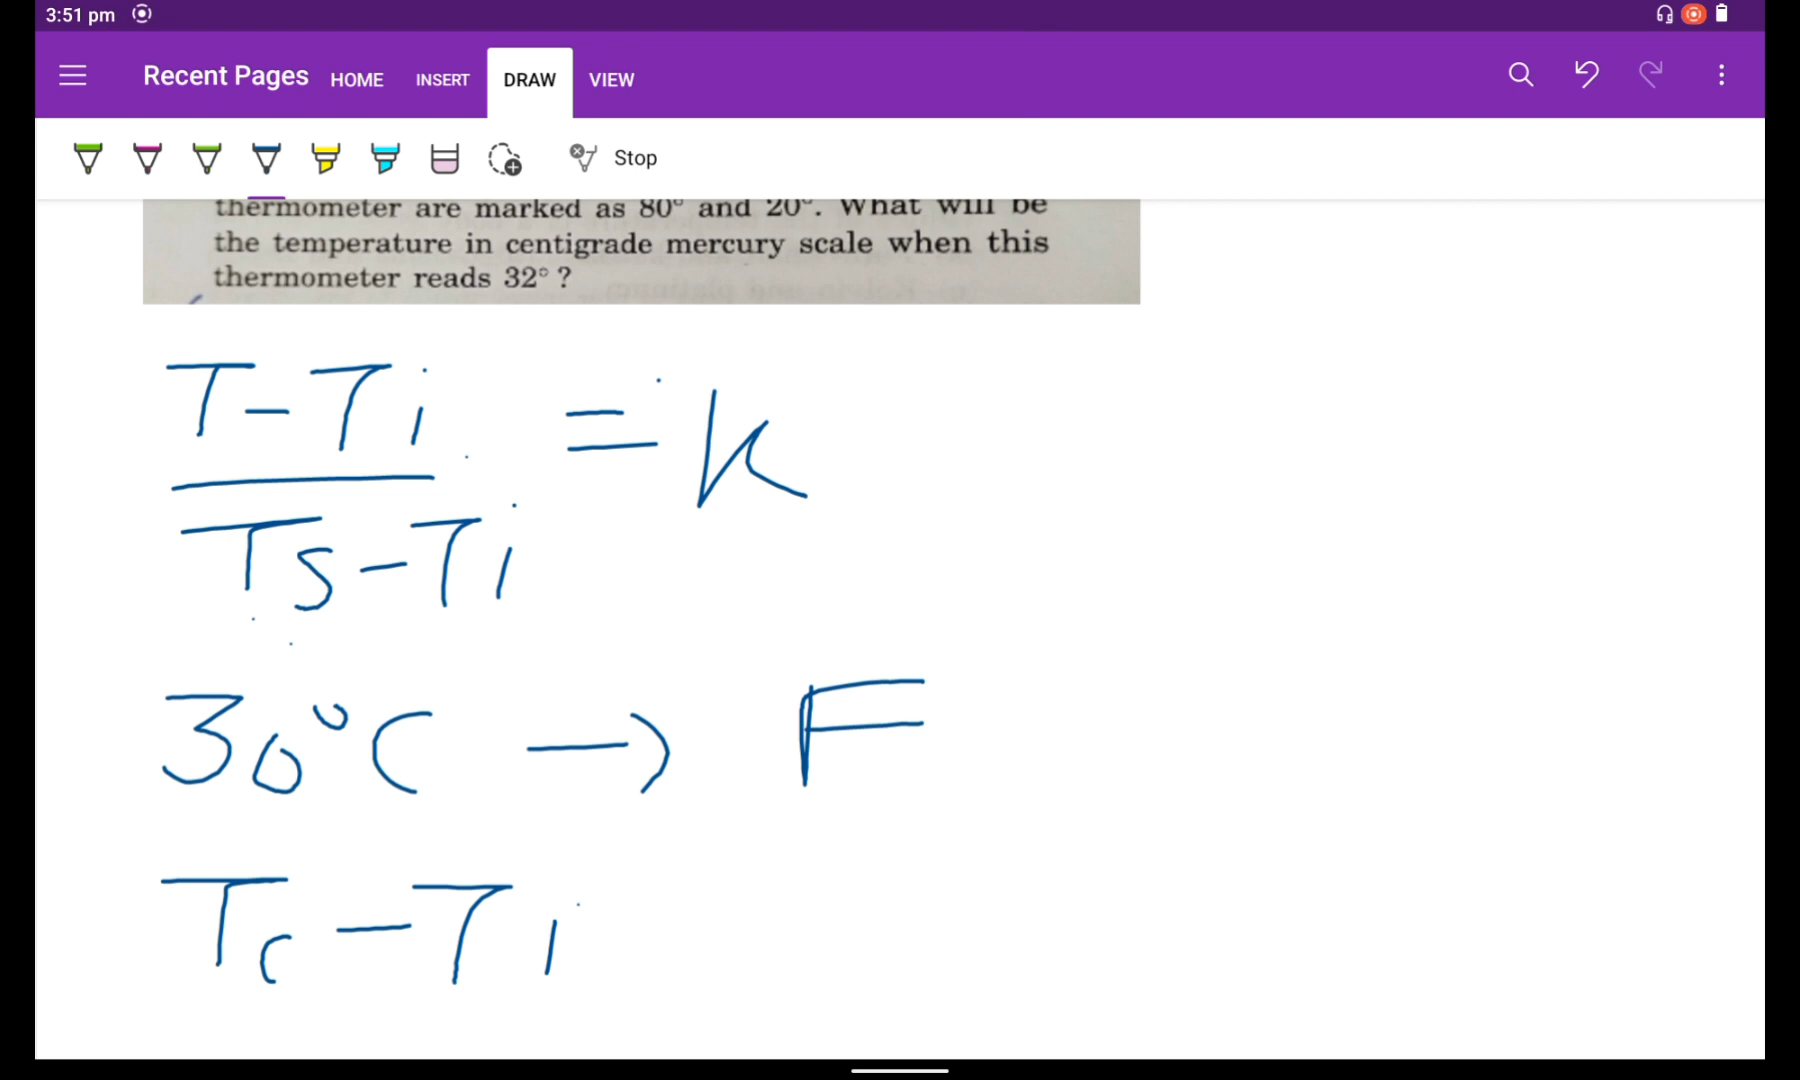 3:51 pm
Recent Pages HOME INSERT DRAW VIEW
Stop
thermometer are marked as 80° and 20°. What will be
the temperature in centigrade mercury scale when this
thermometer reads 32° ?
T - Ti
Ts - Ti
= K
30°C → F
Tc - Ti